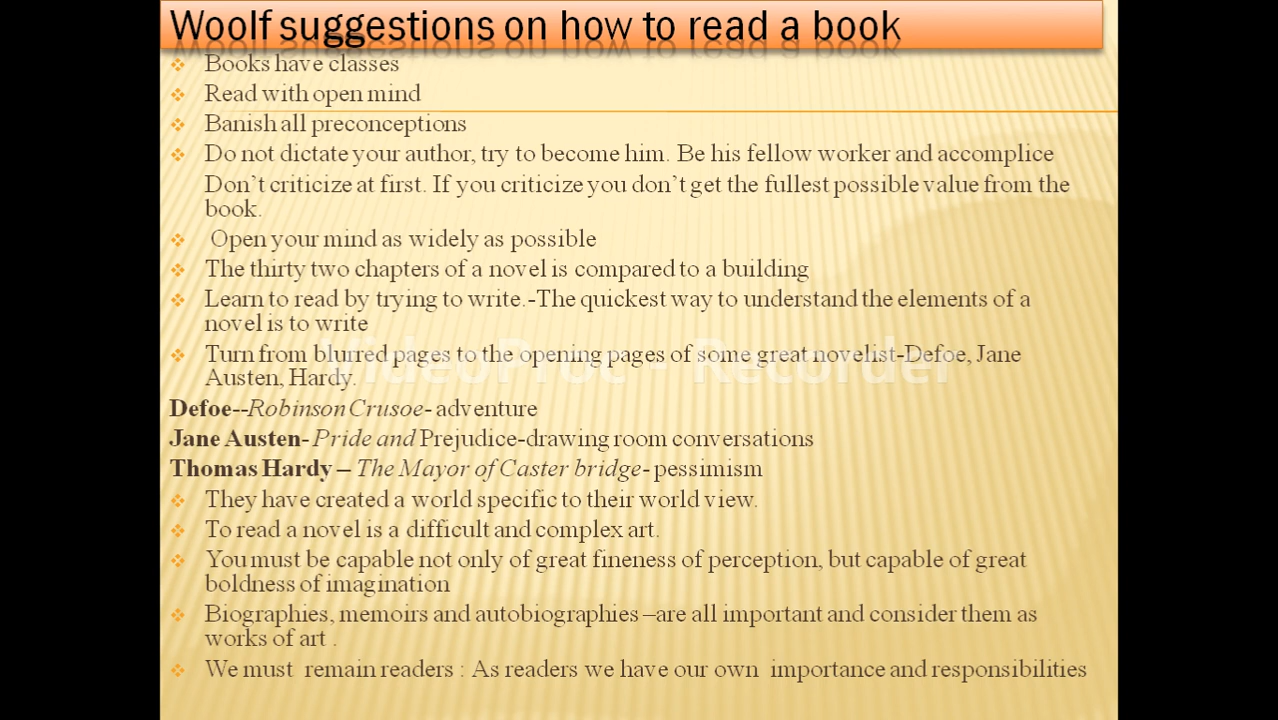 Woolf suggestions on how to read a book
Books have classes
Read with open mind
Banish all preconceptions
Do not dictate your author, try to become him. Be his fellow worker and accomplice
Don't criticize at first. If you criticize you don't get the fullest possible value from the
book.
Open your mind as widely as possible
The thirty two chapters of a novel is compared to a building
Learn to read by trying to write.-The quickest way to understand the elements of a
novel is to write
Turn from blurred pages to the opening pages of some great novelist-Defoe, Jane
Austen, Hardy.
VideoProc - Recorder
Defoe--Robinson Crusoe- adventure
Jane Austen- Pride and Prejudice-drawing room conversations
Thomas Hardy – The Mayor of Caster bridge- pessimism
They have created a world specific to their world view.
To read a novel is a difficult and complex art.
You must be capable not only of great fineness of perception, but capable of great
boldness of imagination
Biographies, memoirs and autobiographies –are all important and consider them as
works of art .
We must remain readers : As readers we have our own importance and responsibilities